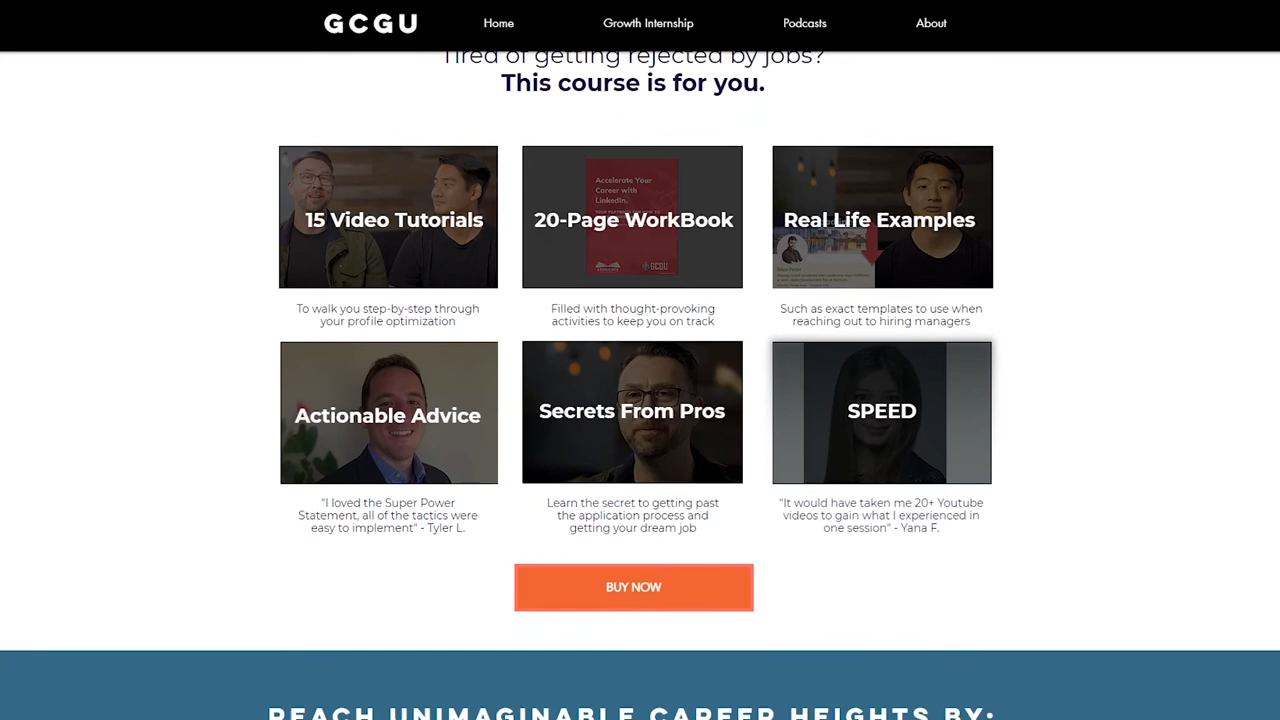 GCGU
Home
Growth Internship
Podcasts
About
Tired of getting rejected by jobs?
This course is for you.
15 Video Tutorials
Accelerate Your
Career with
LinkedIn.
20-Page WorkBook
GCGU
Real Life Examples
To walk you step-by-step through
your profile optimization
Filled with thought-provoking
activities to keep you on track
Such as exact templates to use when
reaching out to hiring managers
Actionable Advice
Secrets From Pros
SPEED
"I loved the Super Power
Statement, all of the tactics were
easy to implement" - Tyler L.
Learn the secret to getting past
the application process and
getting your dream job
"It would have taken me 20+ Youtube
videos to gain what I experienced in
one session" - Yana F.
BUY NOW
REACH UNIMAGINABLE CAREER HEIGHTS BY: